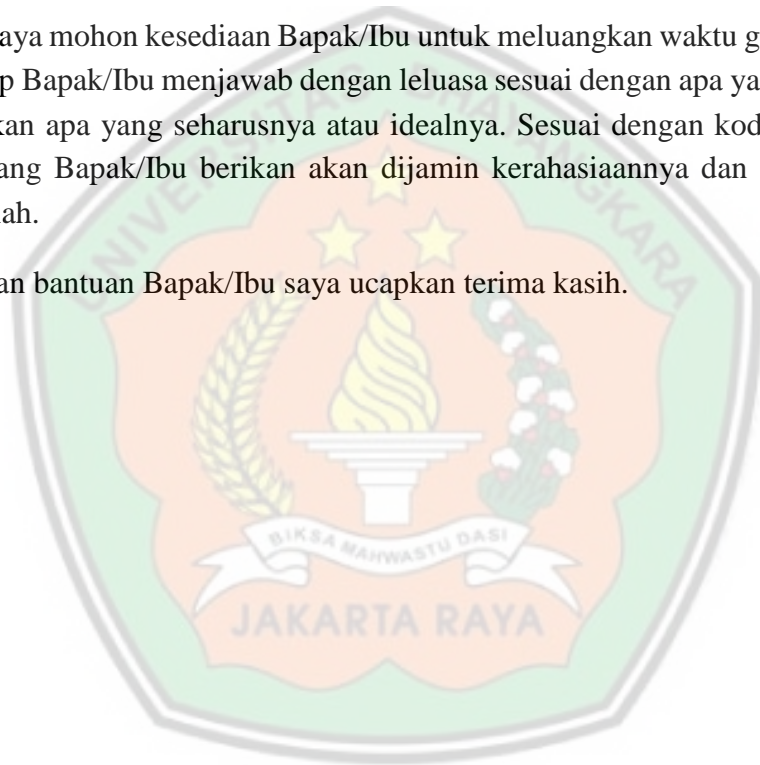 aya mohon kesediaan Bapak/Ibu untuk meluangkan waktu g
p Bapak/Ibu menjawab dengan leluasa sesuai dengan apa ya
kan apa yang seharusnya atau idealnya. Sesuai dengan kod
ang Bapak/Ibu berikan akan dijamin kerahasiaannya dan
ah.
an bantuan Bapak/Ibu saya ucapkan terima kasih.
UNIVERSITAS BHAYANGKARA
BIKSA MAHWASTU DASI
JAKARTA RAYA